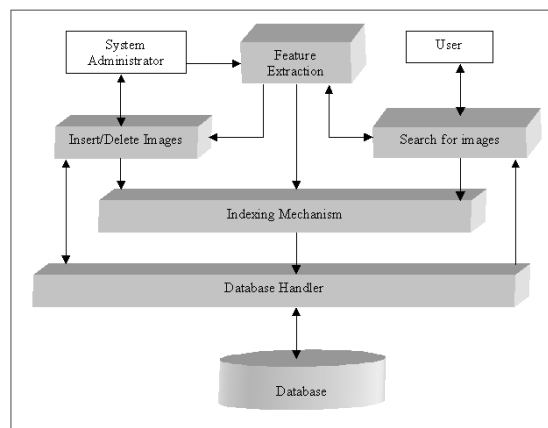 System
Administrator
Feature
Extraction
User
Insert/Delete Images
Search for images
Indexing Mechanism
Database Handler
Database